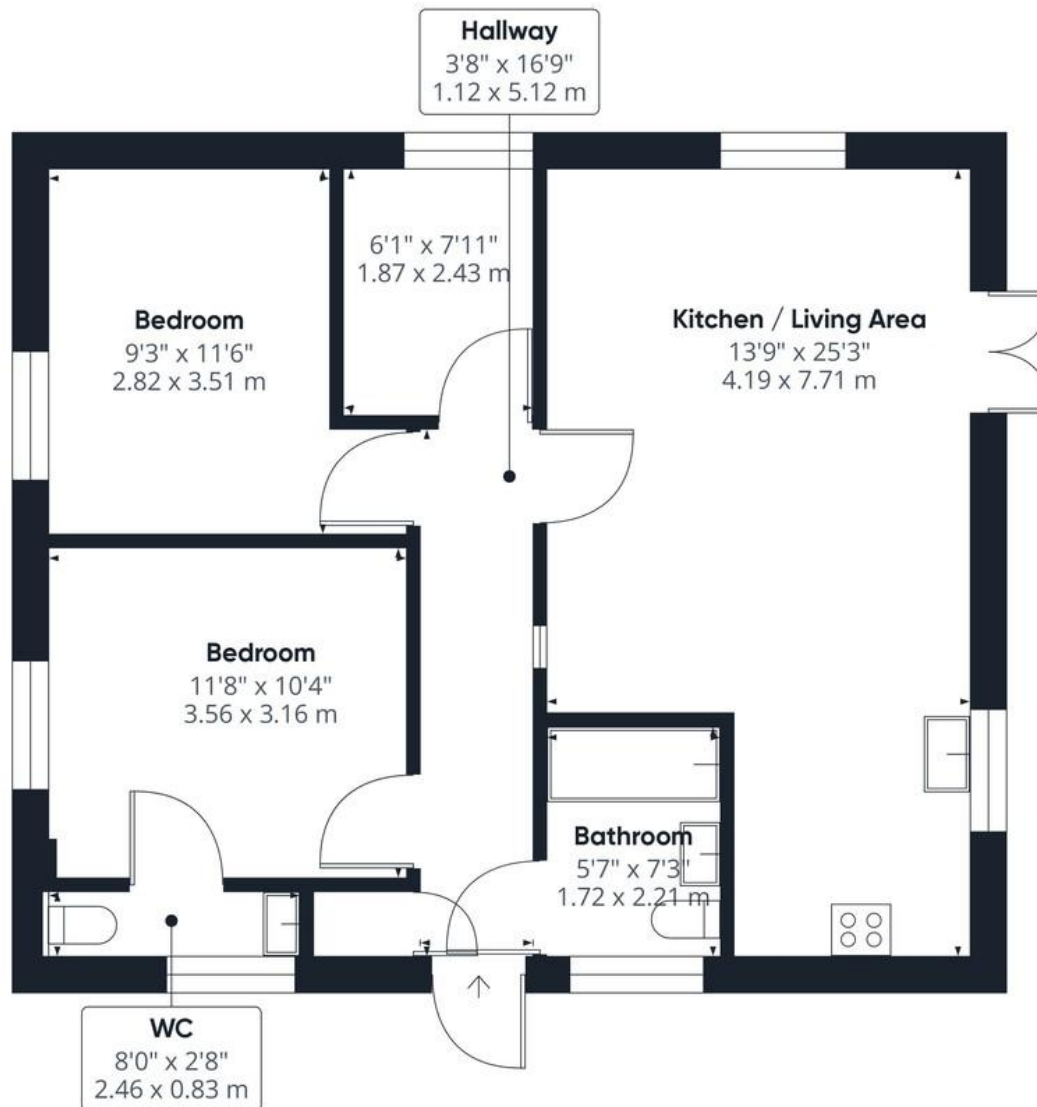 Hallway
3'8" x 16'9"
1.12 x 5.12 m
6'1" x 7'11"
1.87 x 2.43 m
Bedroom
9'3" x 11'6"
2.82 x 3.51 m
Kitchen / Living Area
13'9" x 25'3"
4.19 x 7.71 m
Bedroom
11'8" x 10'4"
3.56 x 3.16 m
Bathroom
5'7" x 7'3"
1.72 x 2.21 m
WC
8'0" x 2'8"
2.46 x 0.83 m